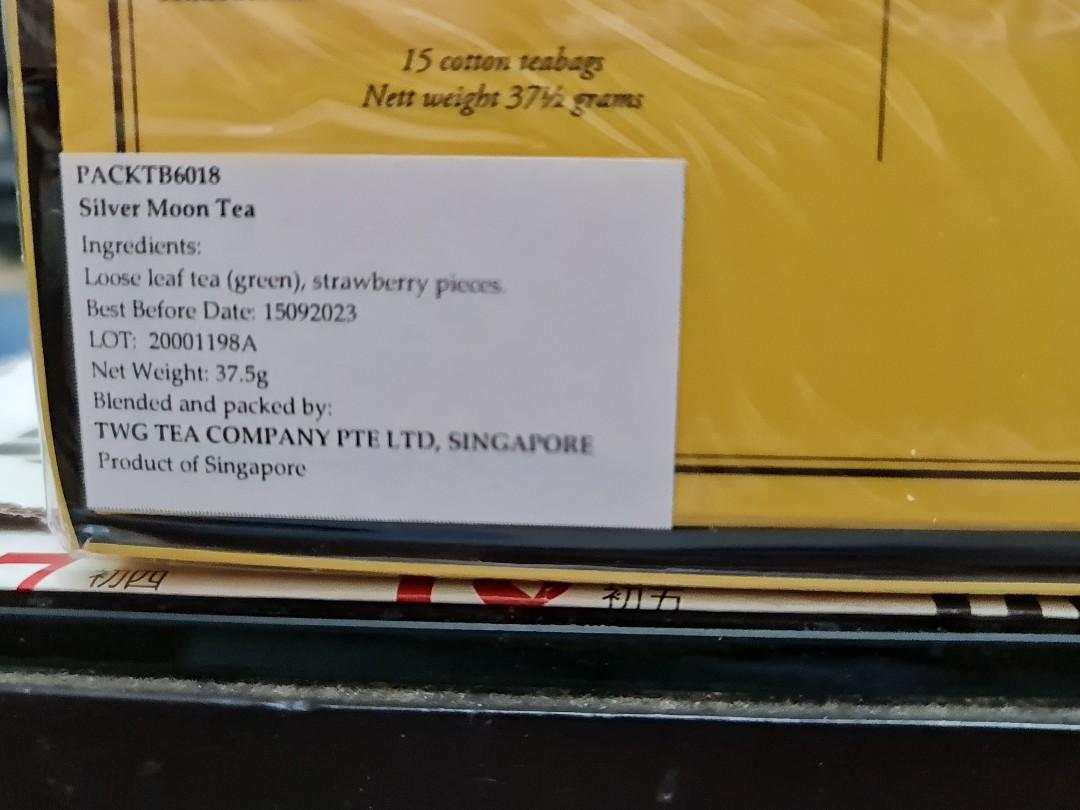 15 cotton teabags
Nett weight 37½ grams
PACKTB6018
Silver Moon Tea
Ingredients:
Loose leaf tea (green), strawberry pieces.
Best Before Date: 15092023
LOT: 20001198A
Net Weight: 37.5g
Blended and packed by:
TWG TEA COMPANY PTE LTD, SINGAPORE
Product of Singapore
初四
初五